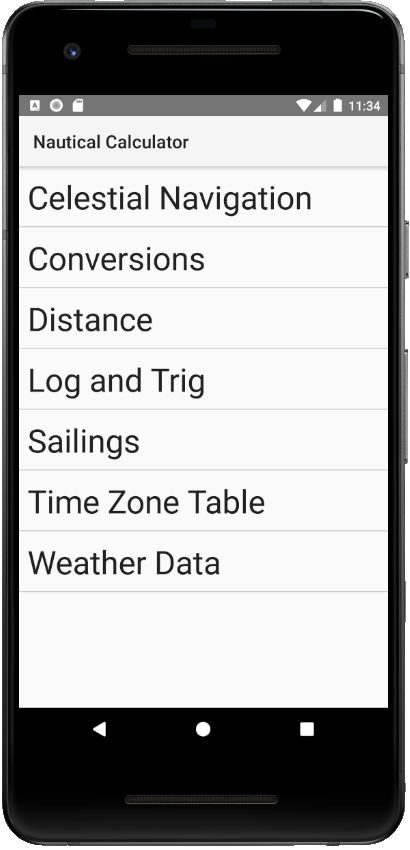 11:34
Nautical Calculator
Celestial Navigation
Conversions
Distance
Log and Trig
Sailings
Time Zone Table
Weather Data